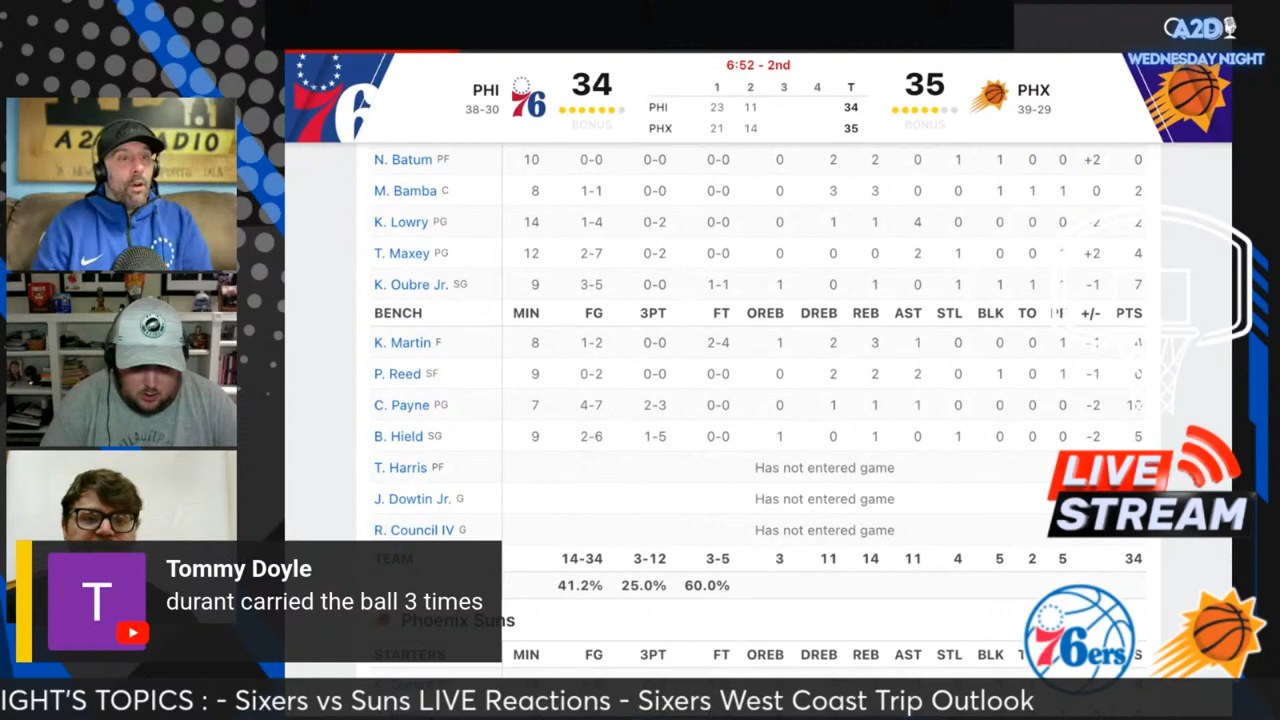 A2D
WEDNESDAY NIGHT
6:52 - 2nd
PHI
38-30
76
34
BONUS
1 2 3 4 T
PHI 23 11 34
PHX 21 14 35
35
BONUS
PHX
39-29
A2D RADIO
N. Batum PF 10 0-0 0-0 0-0 0 2 2 0 1 1 0 0 +2 0
M. Bamba C 8 1-1 0-0 0-0 0 3 3 0 0 1 1 1 0 2
K. Lowry PG 14 1-4 0-2 0-0 0 1 1 4 0 0 0 0 -2 2
T. Maxey PG 12 2-7 0-2 0-0 0 0 0 2 1 0 0 +2 4
K. Oubre Jr. SG 9 3-5 0-0 1-1 1 0 1 0 1 1 1 -1 7
BENCH MIN FG 3PT FT OREB DREB REB AST STL BLK TO PF +/- PTS
K. Martin F 8 1-2 0-0 2-4 1 2 3 1 0 0 0 1 -1 4
P. Reed SF 9 0-2 0-0 0-0 0 2 2 2 0 1 0 1 -1 0
C. Payne PG 7 4-7 2-3 0-0 0 1 1 1 0 0 0 0 -2
B. Hield SG 9 2-6 1-5 0-0 1 0 1 0 1 0 0 0 -2 5
T. Harris PF Has not entered game
J. Dowtin Jr. G Has not entered game
R. Council IV G Has not entered game
TEAM 14-34 3-12 3-5 3 11 14 11 4 5 2 5 34
41.2% 25.0% 60.0%
Phoenix Suns
STARTERS MIN FG 3PT FT OREB DREB REB AST STL BLK
LIVE
STREAM
76ers
T
Tommy Doyle
durant carried the ball 3 times
IGHT'S TOPICS : - Sixers vs Suns LIVE Reactions - Sixers West Coast Trip Outlook